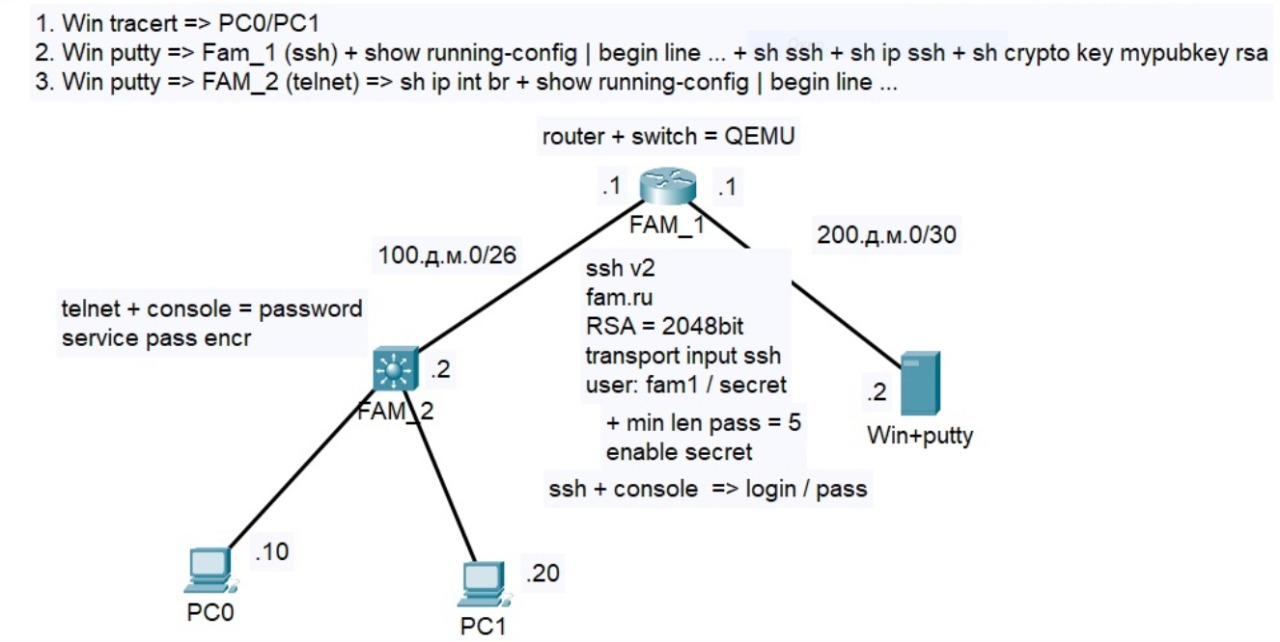 1. Win tracert => PC0/PC1
2. Win putty => Fam_1 (ssh) + show running-config | begin line ... + sh ssh + sh ip ssh + sh crypto key mypubkey rsa
3. Win putty => FAM_2 (telnet) => sh ip int br + show running-config | begin line ...
router + switch = QEMU
.1
.1
FAM_1
200.д.м.0/30
100.д.м.0/26
ssh v2
fam.ru
RSA = 2048bit
transport input ssh
user: fam1 / secret
+ min len pass = 5
enable secret
ssh + console => login / pass
telnet + console = password
service pass encr
.2
FAM_2
.2
Win+putty
.10
PC0
.20
PC1